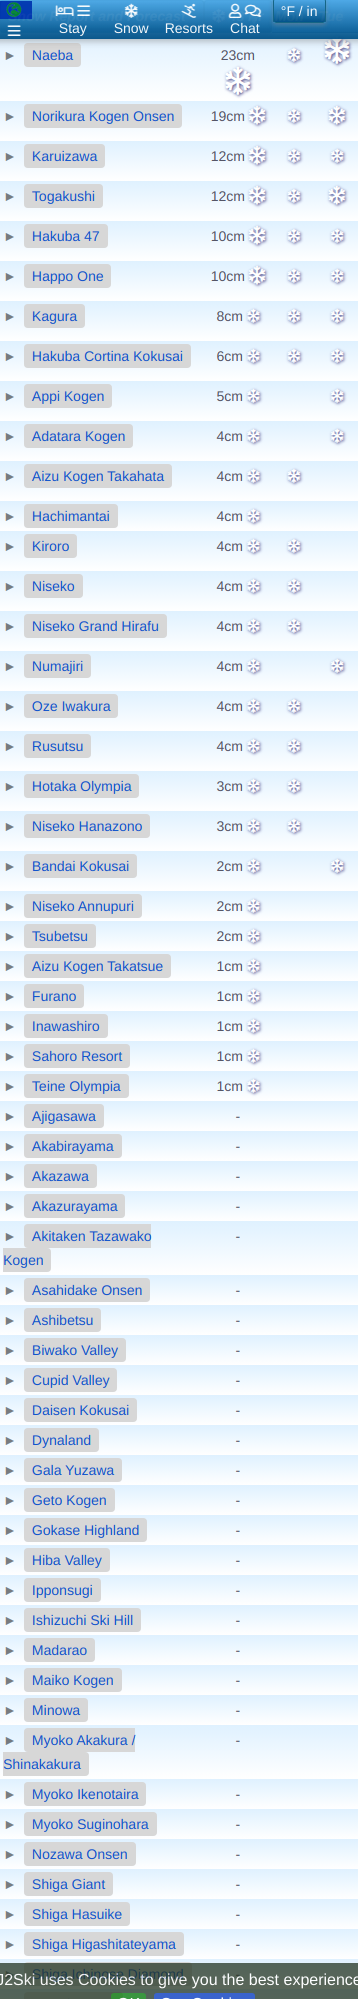 Stay Snow Resorts Chat °F / in
Naeba 23cm
Norikura Kogen Onsen 19cm
Karuizawa 12cm
Togakushi 12cm
Hakuba 47 10cm
Happo One 10cm
Kagura 8cm
Hakuba Cortina Kokusai 6cm
Appi Kogen 5cm
Adatara Kogen 4cm
Aizu Kogen Takahata 4cm
Hachimantai 4cm
Kiroro 4cm
Niseko 4cm
Niseko Grand Hirafu 4cm
Numajiri 4cm
Oze Iwakura 4cm
Rusutsu 4cm
Hotaka Olympia 3cm
Niseko Hanazono 3cm
Bandai Kokusai 2cm
Niseko Annupuri 2cm
Tsubetsu 2cm
Aizu Kogen Takatsue 1cm
Furano 1cm
Inawashiro 1cm
Sahoro Resort 1cm
Teine Olympia 1cm
Ajigasawa -
Akabirayama -
Akazawa -
Akazurayama -
Akitaken Tazawako -
Kogen
Asahidake Onsen -
Ashibetsu -
Biwako Valley -
Cupid Valley -
Daisen Kokusai -
Dynaland -
Gala Yuzawa -
Geto Kogen -
Gokase Highland -
Hiba Valley -
Ipponsugi -
Ishizuchi Ski Hill -
Madarao -
Maiko Kogen -
Minowa -
Myoko Akakura / -
Shinakakura
Myoko Ikenotaira -
Myoko Suginohara -
Nozawa Onsen -
Shiga Giant -
Shiga Hasuike -
Shiga Higashitateyama -
J2Ski uses Cookies to give you the best experience